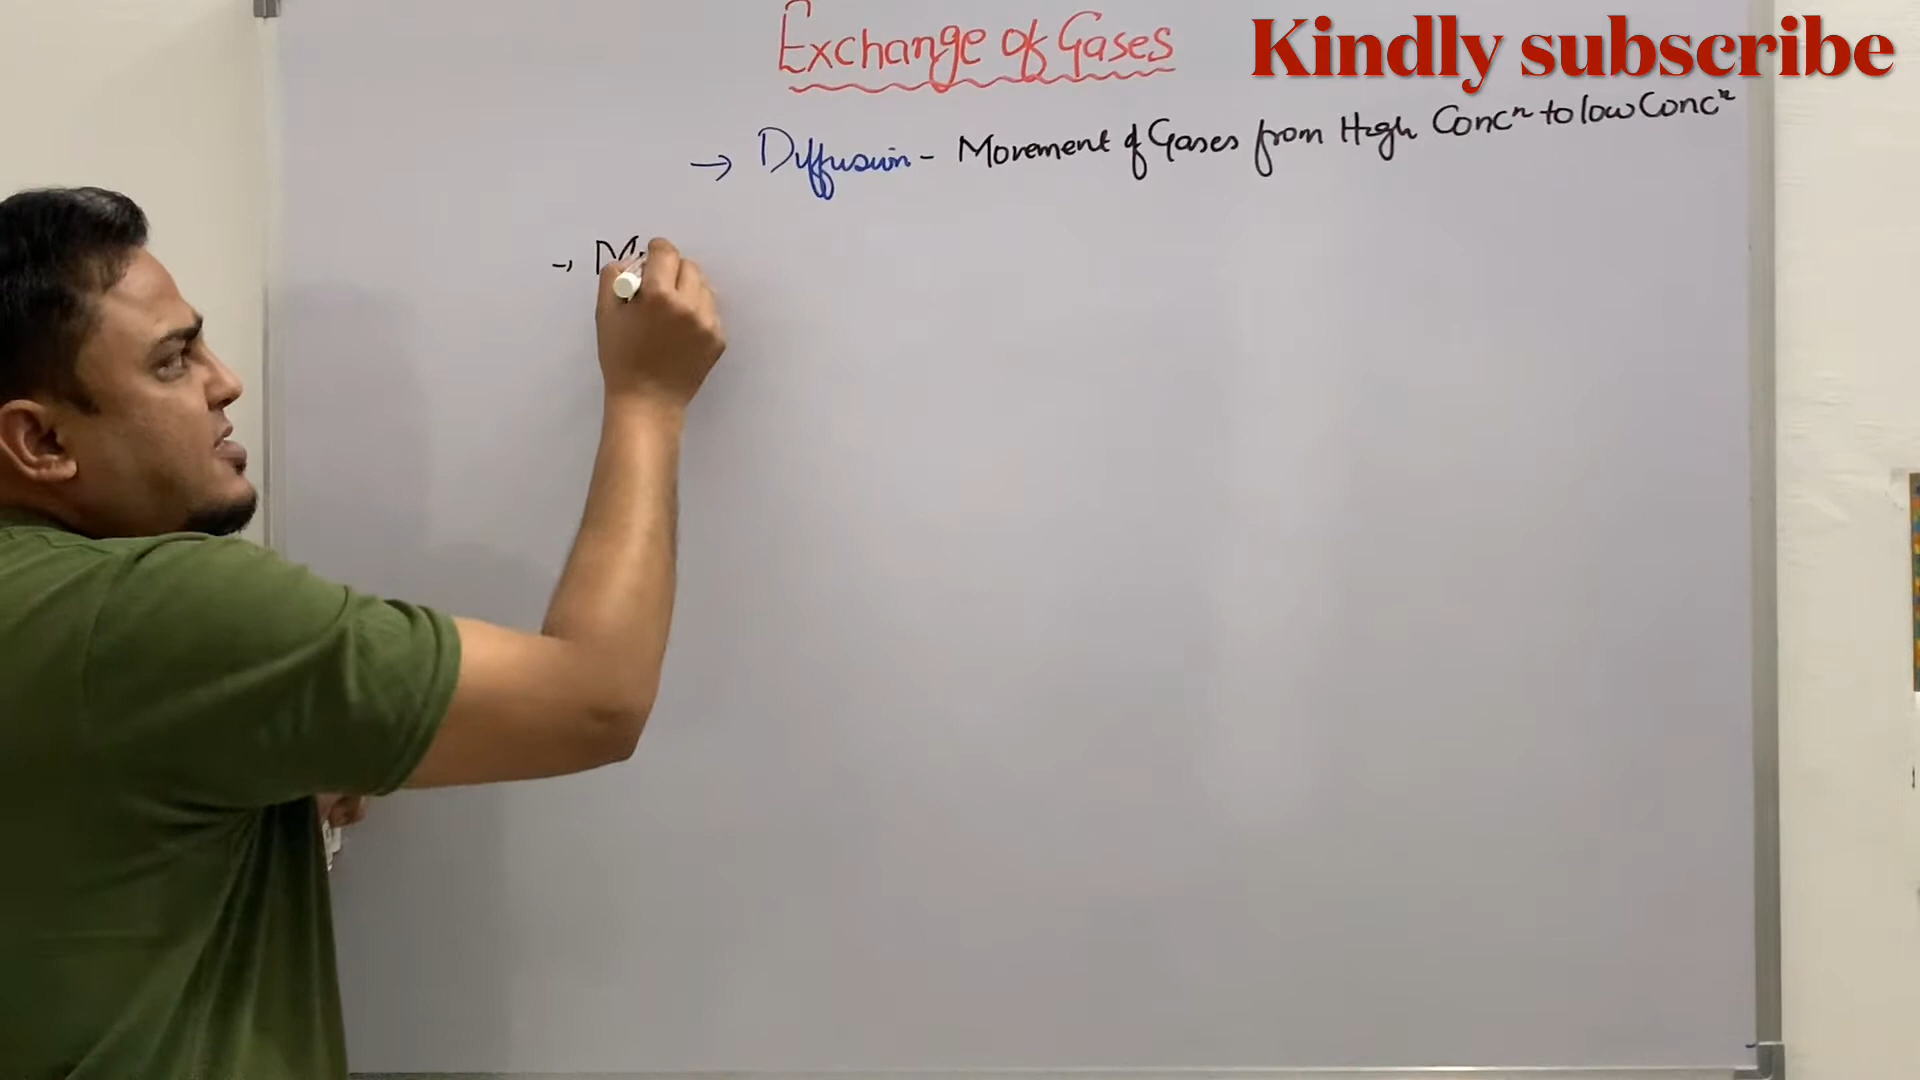 Exchange of Gases
Kindly subscribe
→ Diffusion - Movement of Gases from High Concⁿ to low Concⁿ
→ M